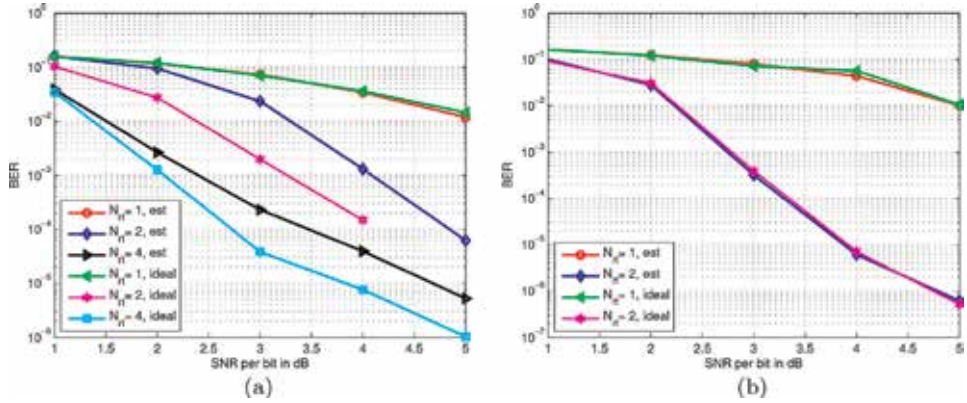 10^0
10^-1
10^-2
10^-3
10^-4
10^-5
10^-6
BER
N_rt= 1, est
N_rt= 2, est
N_rt= 4, est
N_rt= 1, ideal
N_rt= 2, ideal
N_rt= 4, ideal
1 1.5 2 2.5 3 3.5 4 4.5 5
SNR per bit in dB
(a)
10^0
10^-1
10^-2
10^-3
10^-4
10^-5
10^-6
10^-7
BER
N_rt= 1, est
N_rt= 2, est
N_rt= 1, ideal
N_rt= 2, ideal
1 1.5 2 2.5 3 3.5 4 4.5 5
SNR per bit in dB
(b)